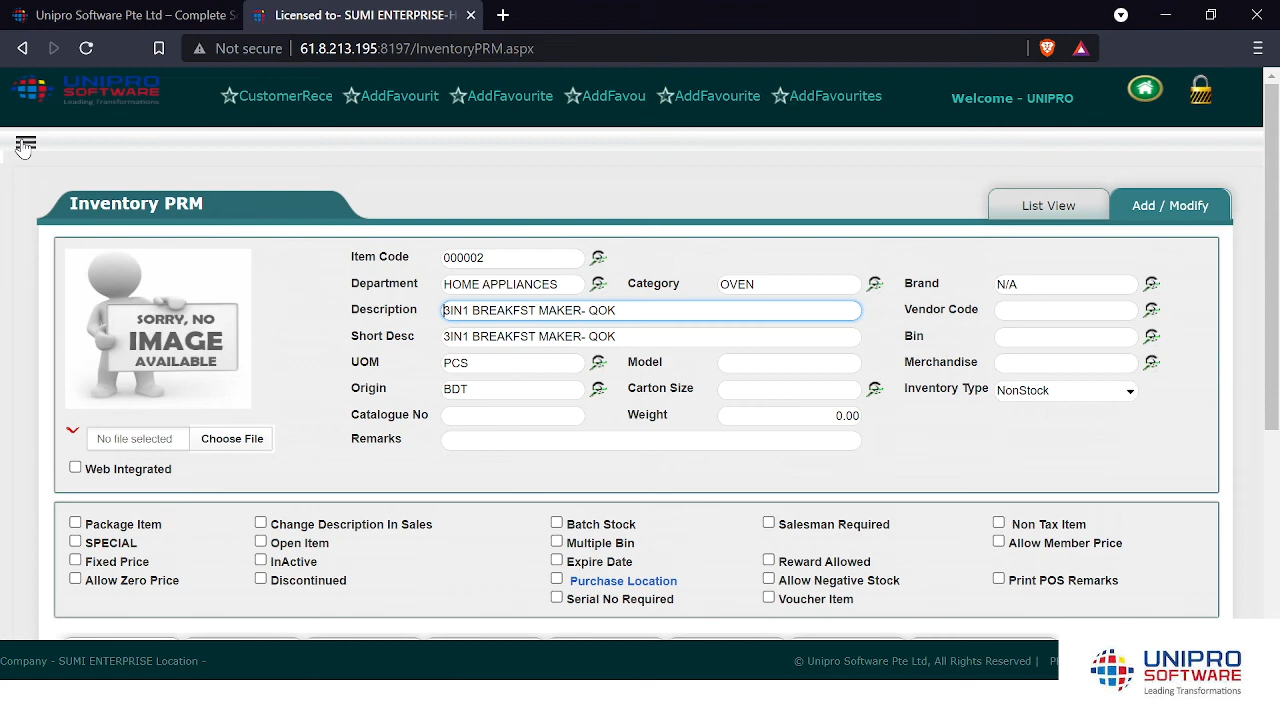 Unipro Software Pte Ltd – Complete S
Licensed to- SUMI ENTERPRISE-H
Not secure 61.8.213.195:8197/InventoryPRM.aspx
UNIPRO
SOFTWARE
Leading Transformations
CustomerRece AddFavourit AddFavourite AddFavou AddFavourite AddFavourites
Welcome - UNIPRO
Inventory PRM
List View
Add / Modify
SORRY, NO
IMAGE
AVAILABLE
No file selected Choose File
Web Integrated
Item Code 000002
Department HOME APPLIANCES Category OVEN Brand N/A
Description 3IN1 BREAKFST MAKER- QOK Vendor Code
Short Desc 3IN1 BREAKFST MAKER- QOK Bin
UOM PCS Model Merchandise
Origin BDT Carton Size Inventory Type NonStock
Catalogue No Weight 0.00
Remarks
Package Item Change Description In Sales Batch Stock Salesman Required Non Tax Item
SPECIAL Open Item Multiple Bin Allow Member Price
Fixed Price InActive Expire Date Reward Allowed
Allow Zero Price Discontinued Purchase Location Allow Negative Stock Print POS Remarks
Serial No Required Voucher Item
Company - SUMI ENTERPRISE Location -
© Unipro Software Pte Ltd, All Rights Reserved |
UNIPRO
SOFTWARE
Leading Transformations